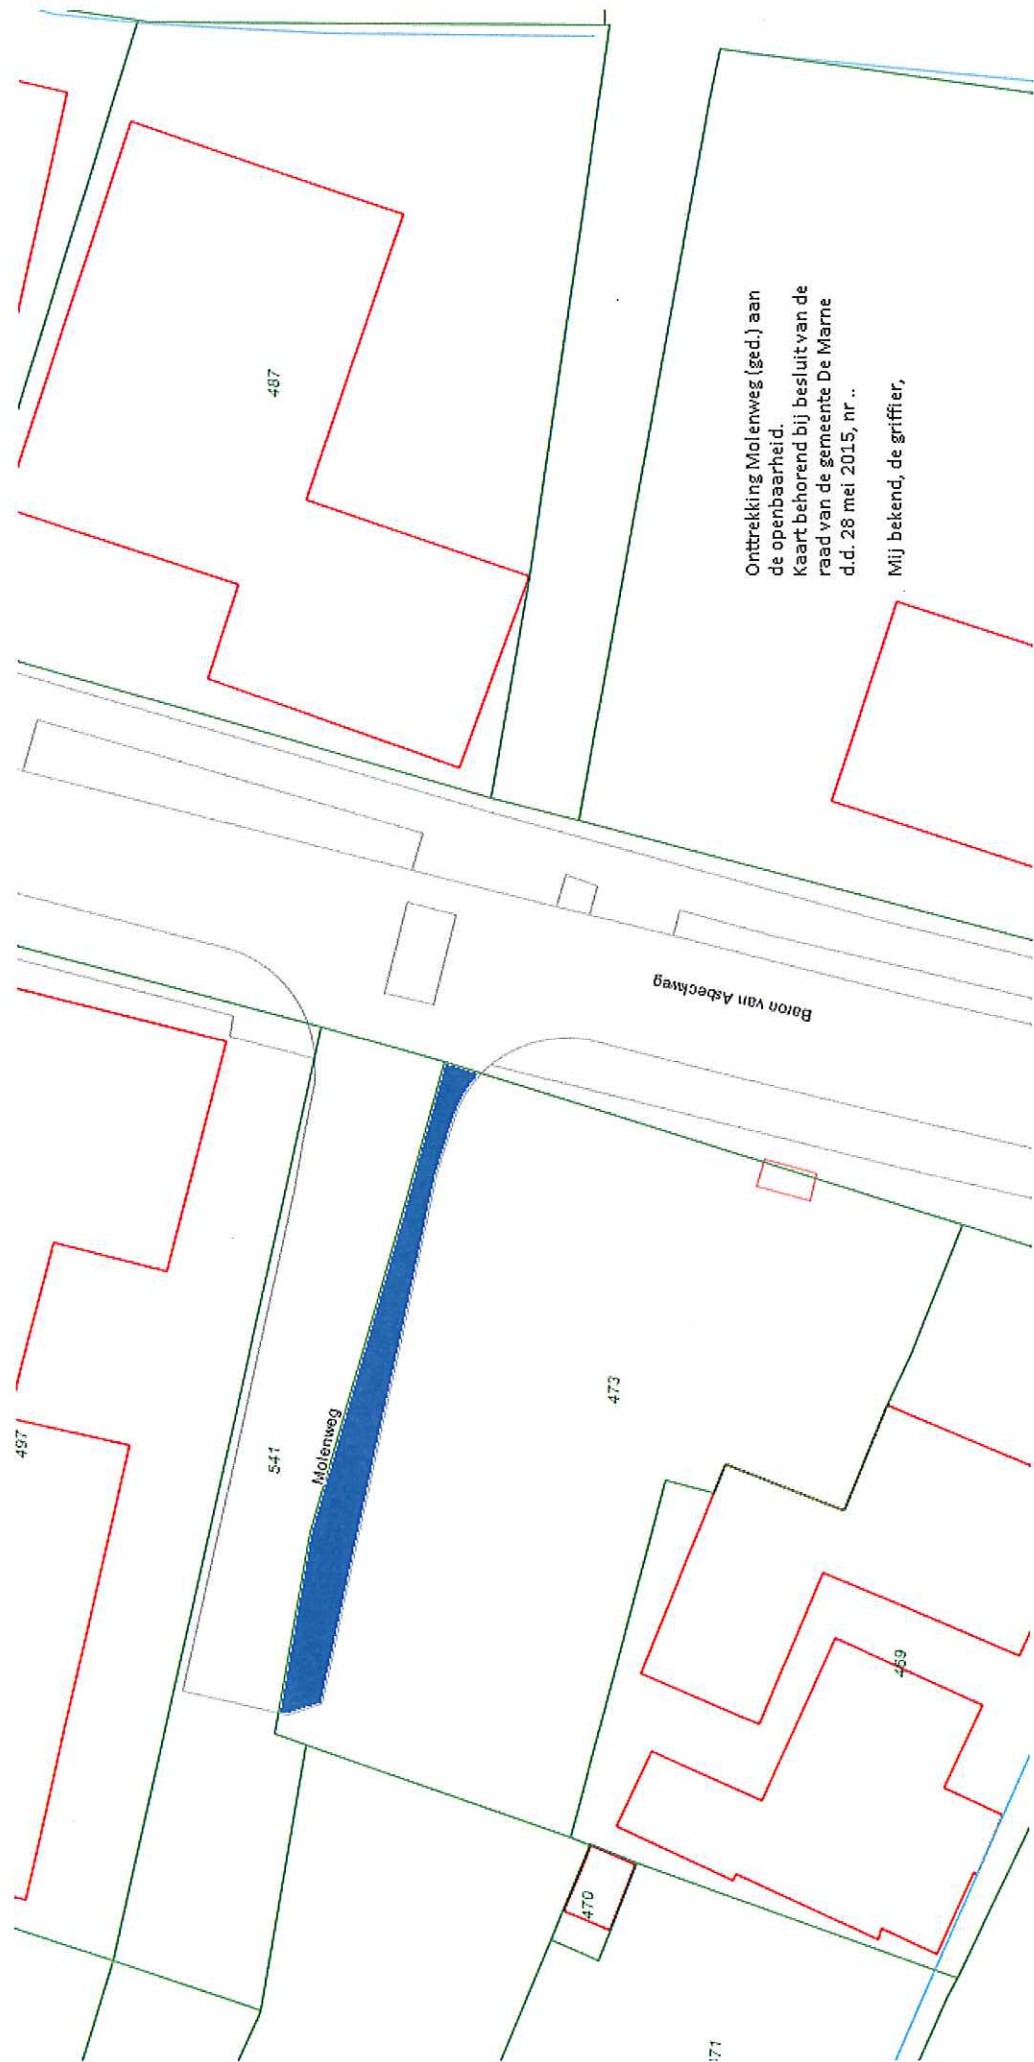 Onttrekking Molenweg (ged.) aan
de openbaarheid.
Kaart behorend bij besluit van de
raad van de gemeente De Marne
d.d. 28 mei 2015, nr ..
Mij bekend, de griffier,
487
Baron van Asbeckweg
497
541
Molenweg
473
469
470